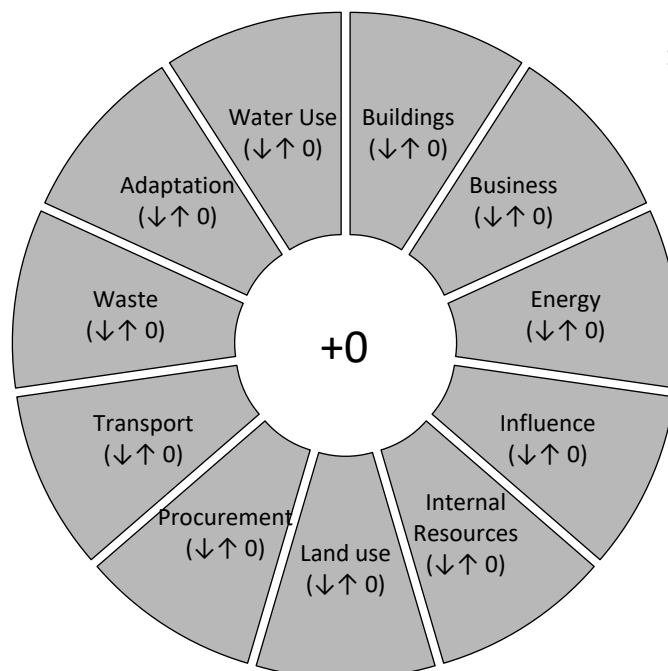 Buildings
(↓↑ 0)
Business
(↓↑ 0)
Energy
(↓↑ 0)
Influence
(↓↑ 0)
Internal
Resources
(↓↑ 0)
Land use
(↓↑ 0)
Procurement
(↓↑ 0)
Transport
(↓↑ 0)
Waste
(↓↑ 0)
Adaptation
(↓↑ 0)
Water Use
(↓↑ 0)
+0